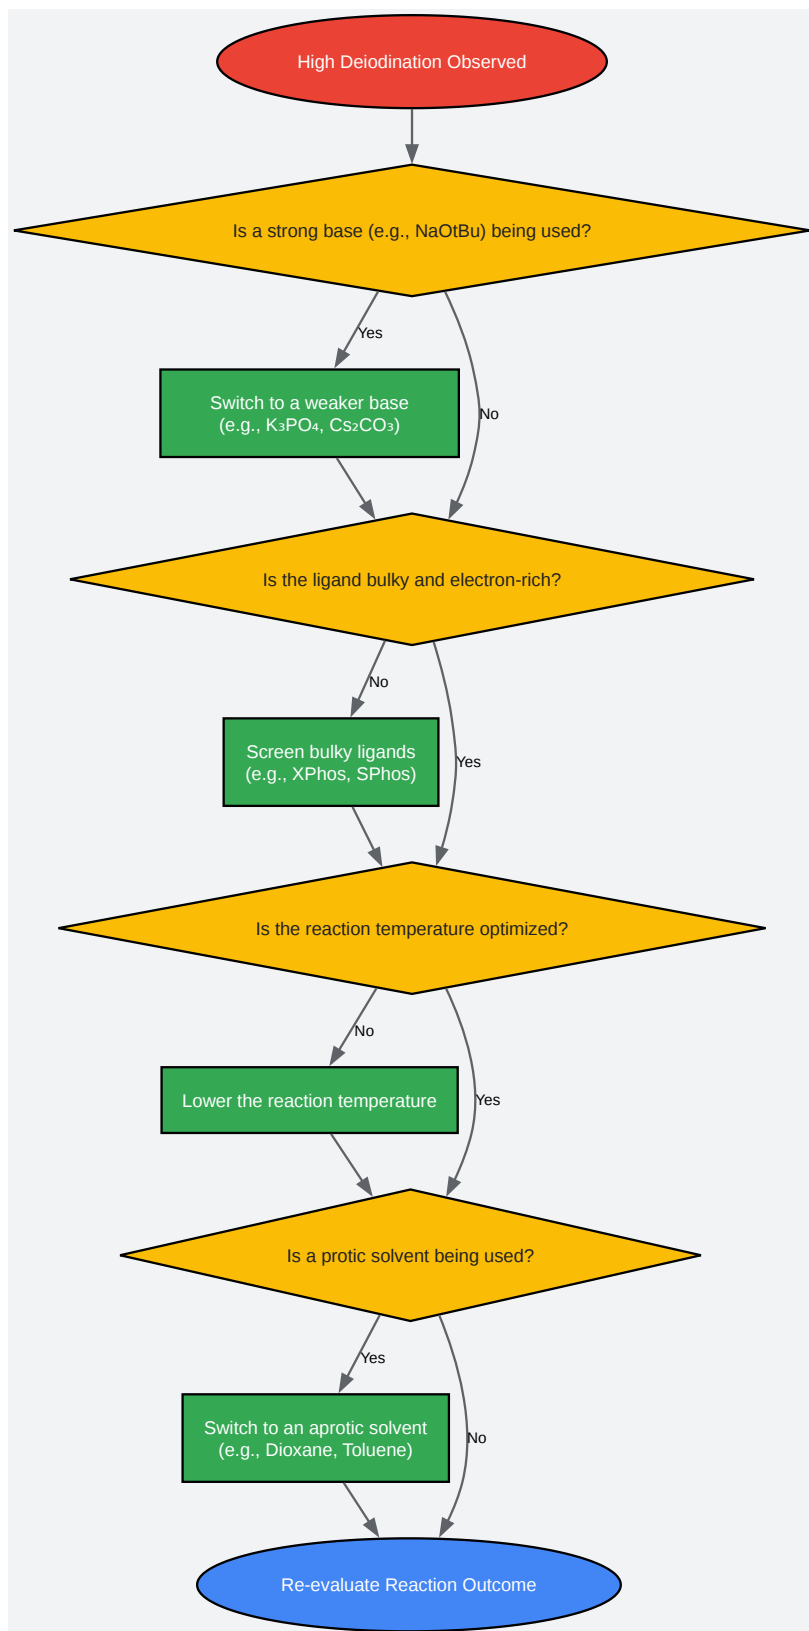 High Deiodination Observed
Is a strong base (e.g., NaOtBu) being used?
Yes
Switch to a weaker base
(e.g., K₃PO₄, Cs₂CO₃)
No
Is the ligand bulky and electron-rich?
No
Screen bulky ligands
(e.g., XPhos, SPhos)
Yes
Is the reaction temperature optimized?
No
Lower the reaction temperature
Yes
Is a protic solvent being used?
Yes
Switch to an aprotic solvent
(e.g., Dioxane, Toluene)
No
Re-evaluate Reaction Outcome